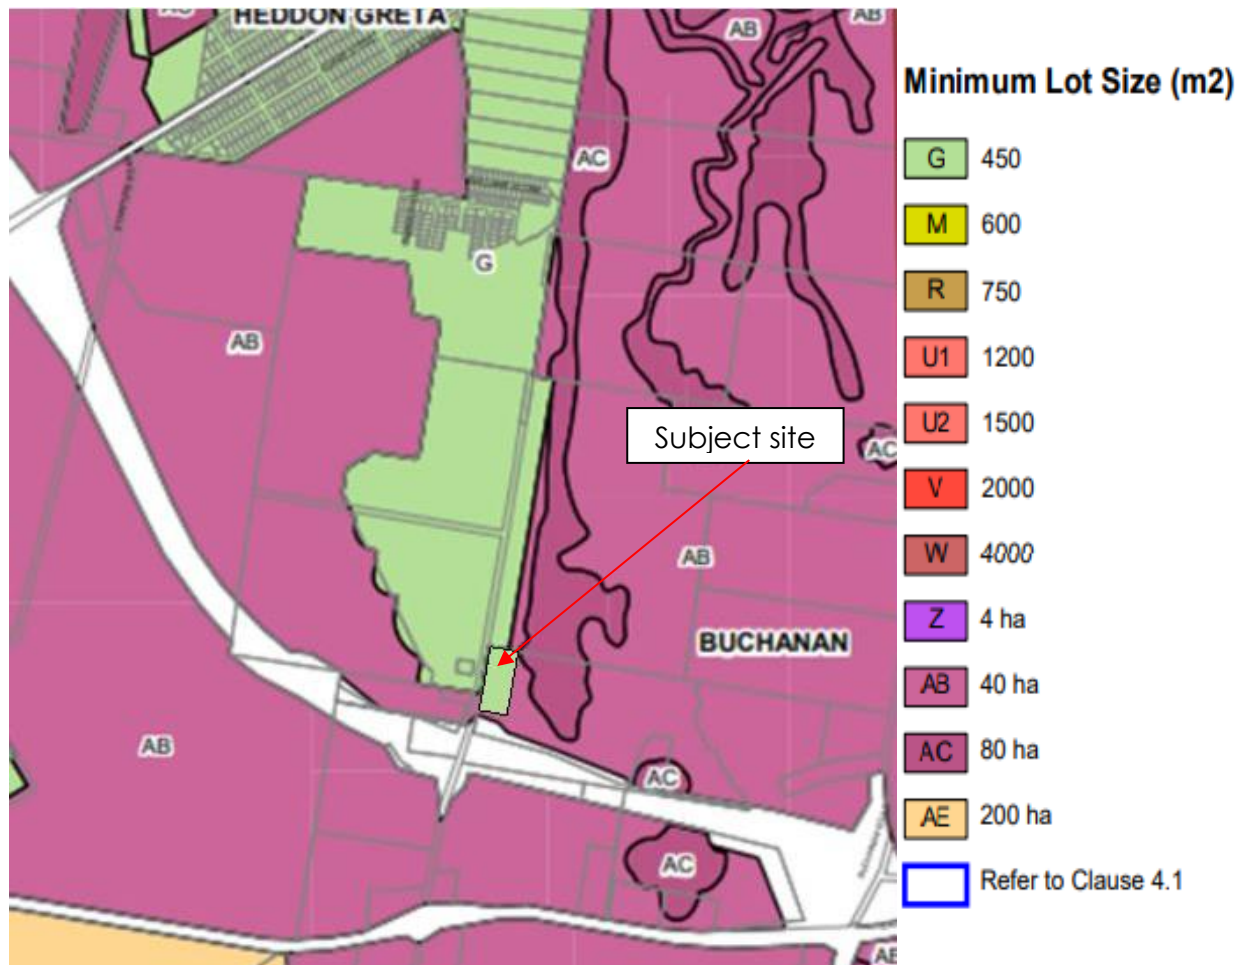 HEDDON GRETA
AC
AB
AB
AC
G
AB
Subject site
AC
AB
BUCHANAN
AB
AC
AC
AE
Minimum Lot Size (m2)
G 450
M 600
R 750
U1 1200
U2 1500
V 2000
W 4000
Z 4 ha
AB 40 ha
AC 80 ha
AE 200 ha
Refer to Clause 4.1